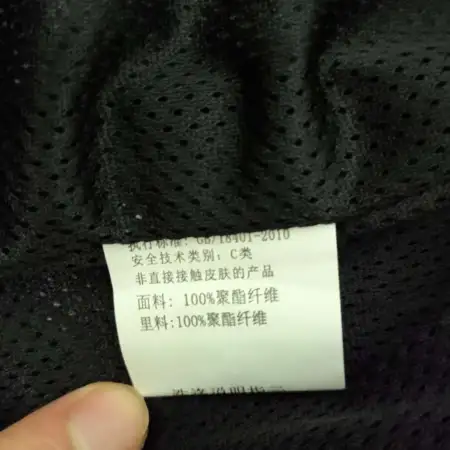 执行标准: GB/18401-2010
安全技术类别: C类
非直接接触皮肤的产品
面料: 100%聚酯纤维
里料:100%聚酯纤维